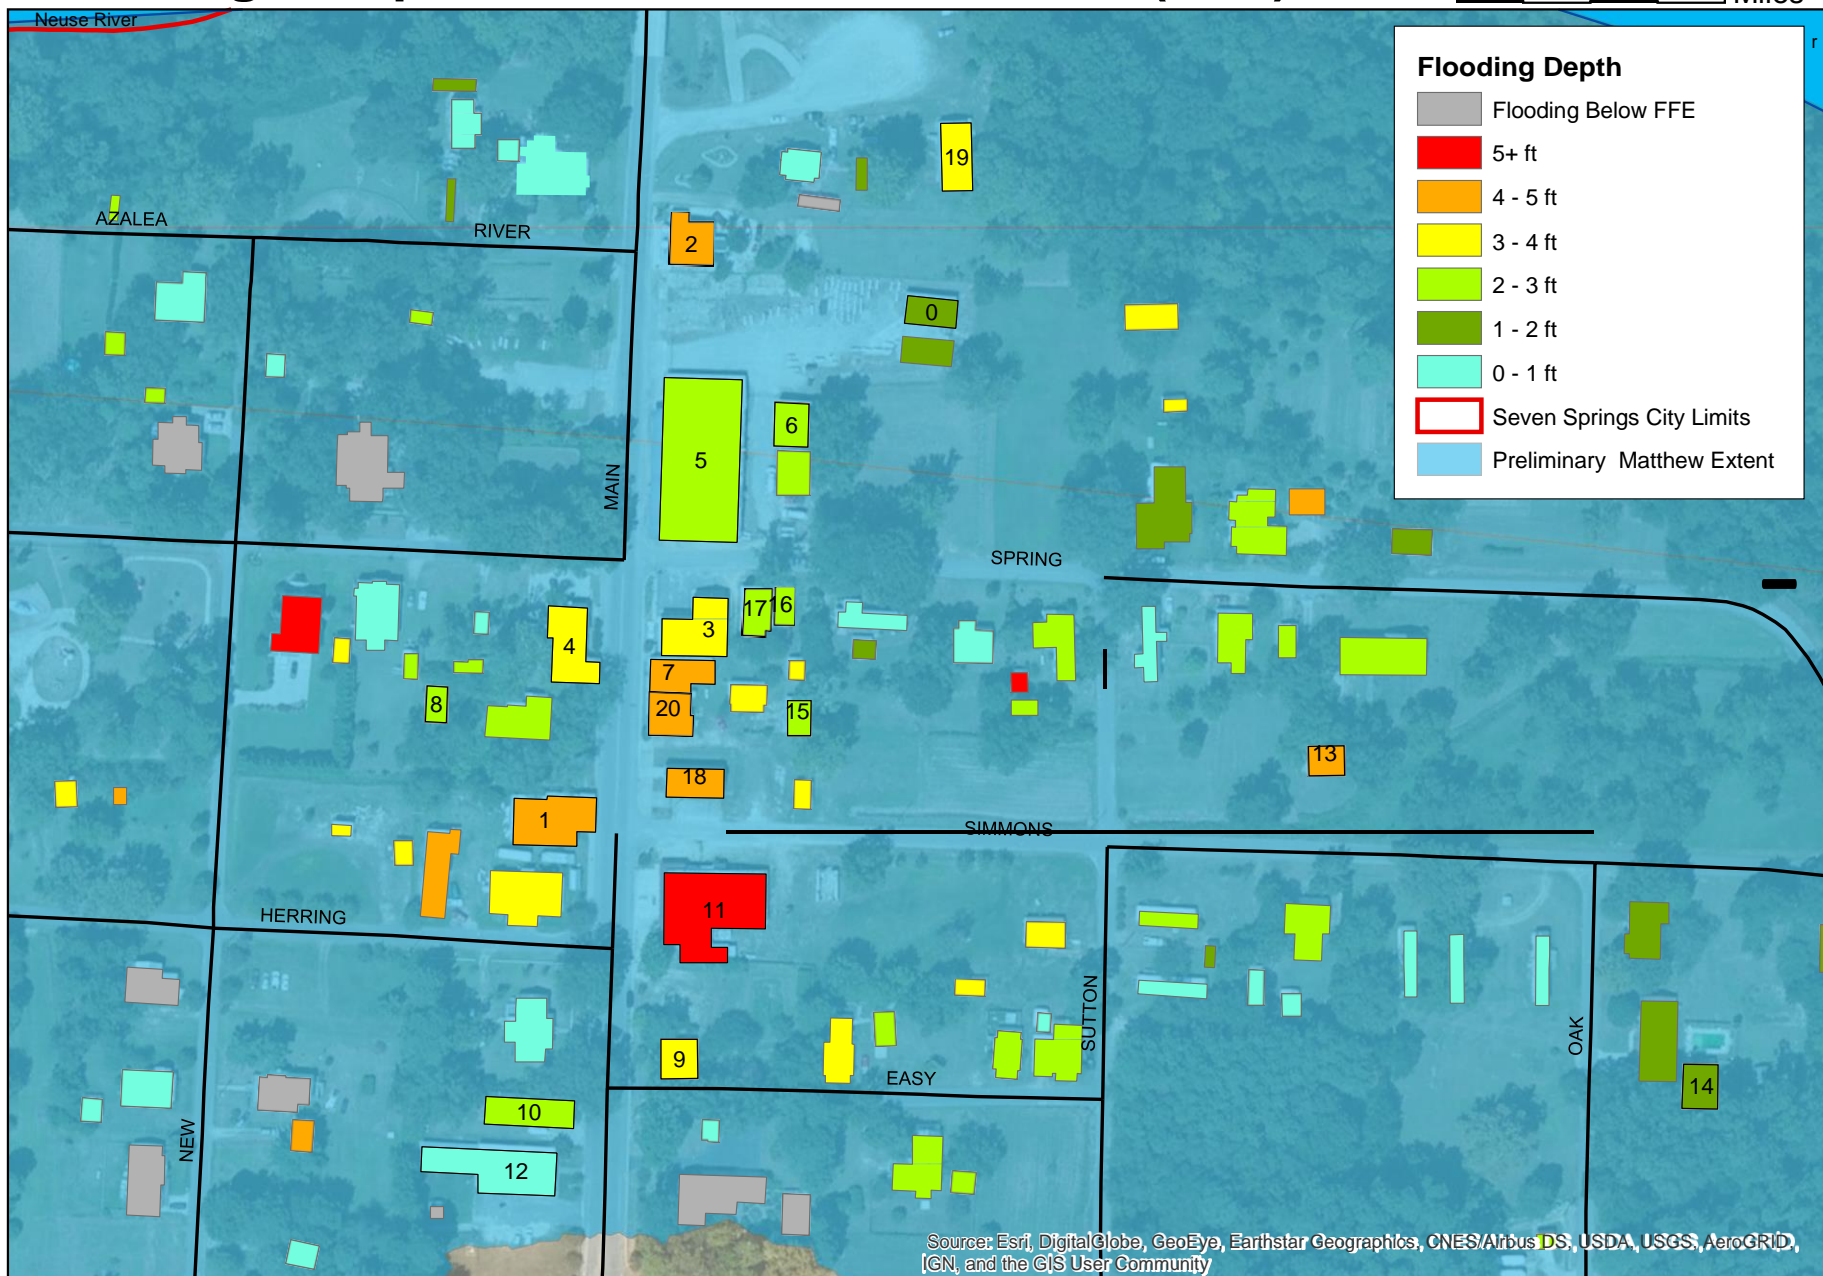 Miles
Neuse River
r
Flooding Depth
Flooding Below FFE
5+ ft
4 - 5 ft
3 - 4 ft
2 - 3 ft
1 - 2 ft
0 - 1 ft
Seven Springs City Limits
Preliminary Matthew Extent
19
AZALEA
RIVER
2
0
6
5
MAIN
SPRING
17
16
3
4
7
8
20
15
13
18
1
SIMMONS
11
HERRING
SUTTON
OAK
9
EASY
14
10
NEW
12
Source: Esri, DigitalGlobe, GeoEye, Earthstar Geographics, CNES/Airbus DS, USDA, USGS, AeroGRID,
IGN, and the GIS User Community